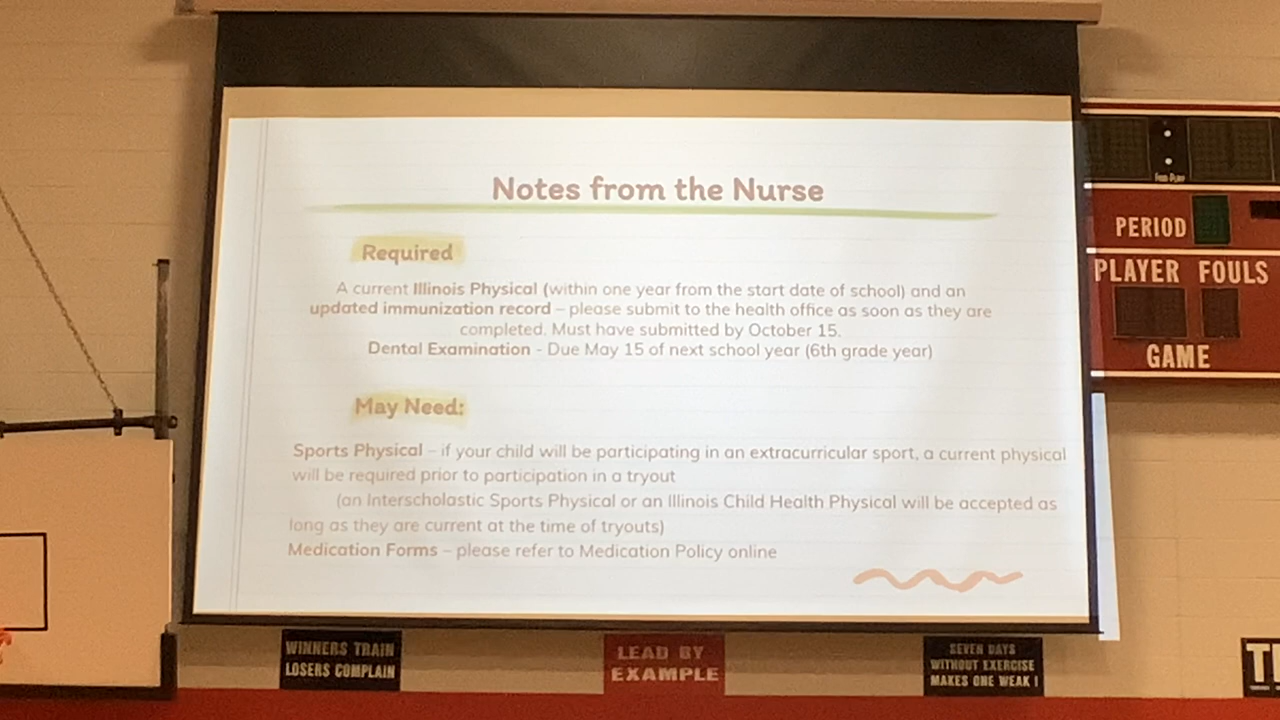 Notes from the Nurse
Required
A current Illinois Physical (within one year from the start date of school) and an
updated immunization record – please submit to the health office as soon as they are
completed. Must have submitted by October 15.
Dental Examination - Due May 15 of next school year (6th grade year)
May Need:
Sports Physical – if your child will be participating in an extracurricular sport, a current physical
will be required prior to participation in a tryout
(an Interscholastic Sports Physical or an Illinois Child Health Physical will be accepted as
long as they are current at the time of tryouts)
Medication Forms – please refer to Medication Policy online
PERIOD
PLAYER FOULS
GAME
WINNERS TRAIN
LOSERS COMPLAIN
LEAD BY
EXAMPLE
SEVEN DAYS
WITHOUT EXERCISE
MAKES ONE WEAK !